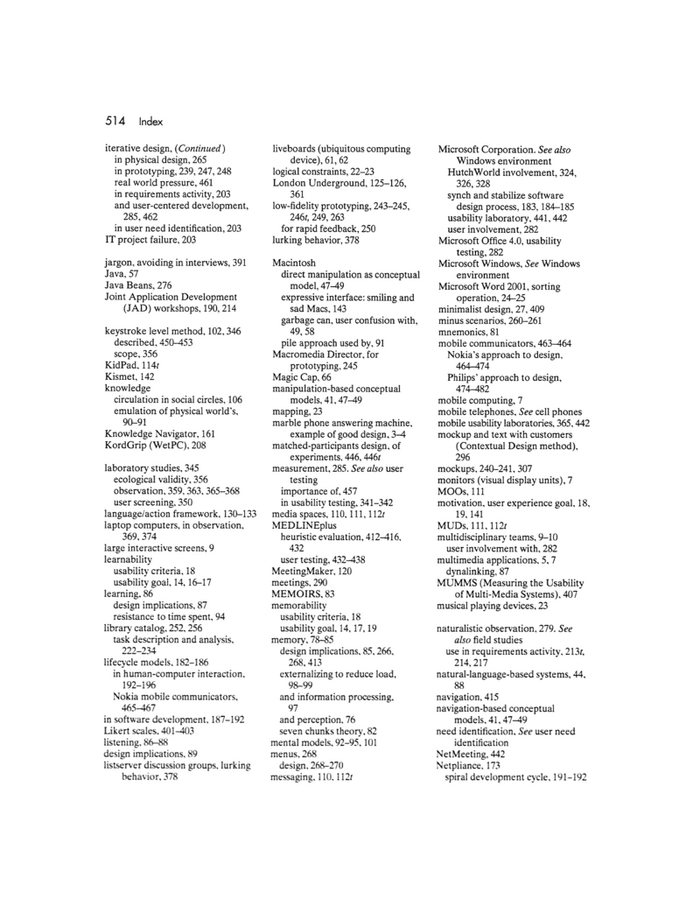 514 Index
iterative design, (Continued)
in physical design, 265
in prototyping, 239, 247, 248
real world pressure, 461
in requirements activity, 203
and user-centered development,
285, 462
in user need identification, 203
IT project failure, 203
jargon, avoiding in interviews, 391
Java, 57
Java Beans, 276
Joint Application Development
(JAD) workshops, 190, 214
keystroke level method, 102, 346
described, 450–453
scope, 356
KidPad, 114t
Kismet, 142
knowledge
circulation in social circles, 106
emulation of physical world's,
90–91
Knowledge Navigator, 161
KordGrip (WetPC), 208
laboratory studies, 345
ecological validity, 356
observation, 359, 363, 365–368
user screening, 350
language/action framework, 130–133
laptop computers, in observation,
369, 374
large interactive screens, 9
learnability
usability criteria, 18
usability goal, 14, 16–17
learning, 86
design implications, 87
resistance to time spent, 94
library catalog, 252, 256
task description and analysis,
222–234
lifecycle models, 182–186
in human-computer interaction,
192–196
Nokia mobile communicators,
465–467
in software development, 187–192
Likert scales, 401–403
listening, 86–88
design implications, 89
listserver discussion groups, lurking
behavior, 378
liveboards (ubiquitous computing
device), 61, 62
logical constraints, 22–23
London Underground, 125–126,
361
low-fidelity prototyping, 243–245,
246t, 249, 263
for rapid feedback, 250
lurking behavior, 378
Macintosh
direct manipulation as conceptual
model, 47–49
expressive interface: smiling and
sad Macs, 143
garbage can, user confusion with,
49, 58
pile approach used by, 91
Macromedia Director, for
prototyping, 245
Magic Cap, 66
manipulation-based conceptual
models, 41, 47–49
mapping, 23
marble phone answering machine,
example of good design, 3–4
matched-participants design, of
experiments, 446, 446t
measurement, 285. See also user
testing
importance of, 457
in usability testing, 341–342
media spaces, 110, 111, 112t
MEDLINEplus
heuristic evaluation, 412–416,
432
user testing, 432–438
MeetingMaker, 120
meetings, 290
MEMOIRS, 83
memorability
usability criteria, 18
usability goal, 14, 17, 19
memory, 78–85
design implications, 85, 266,
268, 413
externalizing to reduce load,
98–99
and information processing,
97
and perception, 76
seven chunks theory, 82
mental models, 92–95, 101
menus, 268
design, 268–270
messaging, 110, 112t
Microsoft Corporation. See also
Windows environment
HutchWorld involvement, 324,
326, 328
synch and stabilize software
design process, 183, 184–185
usability laboratory, 441, 442
user involvement, 282
Microsoft Office 4.0, usability
testing, 282
Microsoft Windows, See Windows
environment
Microsoft Word 2001, sorting
operation, 24–25
minimalist design, 27, 409
minus scenarios, 260–261
mnemonics, 81
mobile communicators, 463–464
Nokia's approach to design,
464–474
Philips' approach to design,
474–482
mobile computing, 7
mobile telephones, See cell phones
mobile usability laboratories, 365, 442
mockup and text with customers
(Contextual Design method),
296
mockups, 240–241, 307
monitors (visual display units), 7
MOOs, 111
motivation, user experience goal, 18,
19, 141
MUDs, 111, 112t
multidisciplinary teams, 9–10
user involvement with, 282
multimedia applications, 5, 7
dynalinking, 87
MUMMS (Measuring the Usability
of Multi-Media Systems), 407
musical playing devices, 23
naturalistic observation, 279. See
also field studies
use in requirements activity, 213t,
214, 217
natural-language-based systems, 44,
88
navigation, 415
navigation-based conceptual
models, 41, 47–49
need identification, See user need
identification
NetMeeting, 442
Netpliance, 173
spiral development cycle, 191–192